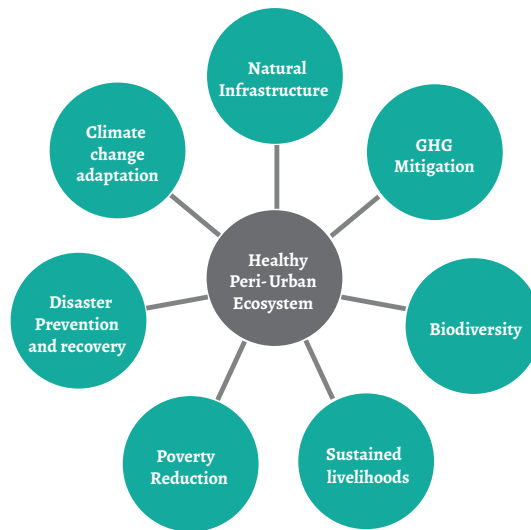 Natural
Infrastructure
GHG
Mitigation
Biodiversity
Sustained
livelihoods
Poverty
Reduction
Disaster
Prevention
and recovery
Climate
change
adaptation
Healthy
Peri-Urban
Ecosystem